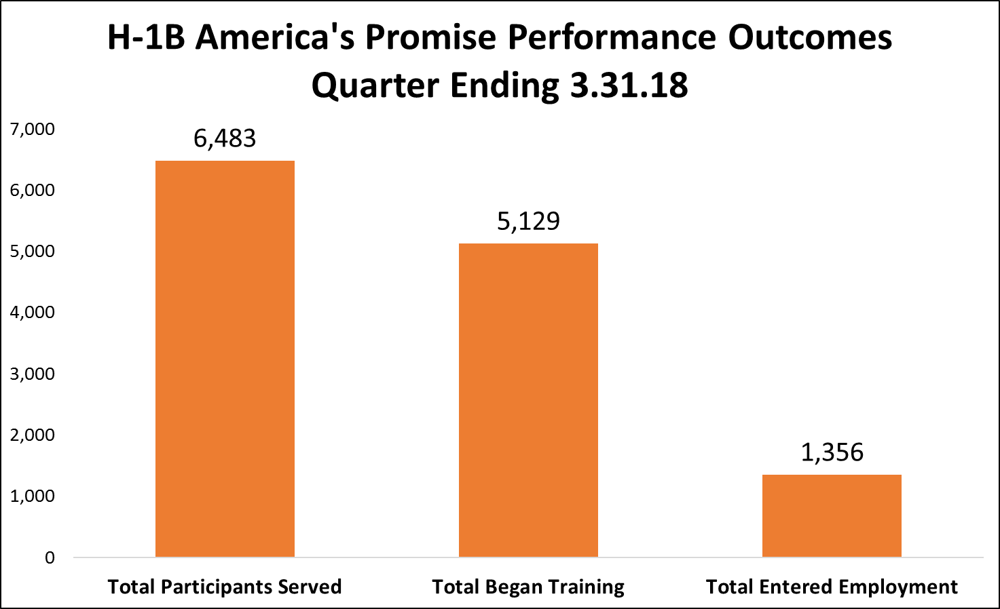 H-1B America's Promise Performance Outcomes
Quarter Ending 3.31.18
7,000
6,000
5,000
4,000
3,000
2,000
1,000
0
6,483
5,129
1,356
Total Participants Served
Total Began Training
Total Entered Employment